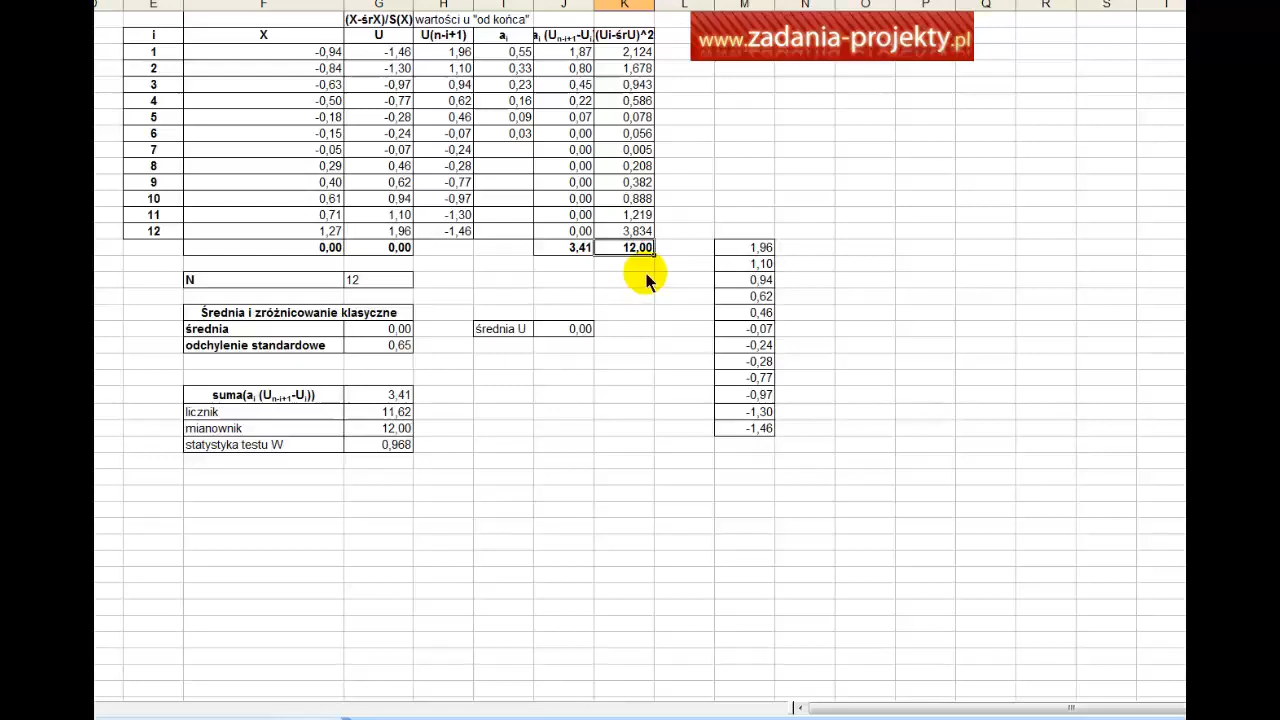 E F G H I J K L M N O P Q R S
(X-śrX)/S(X) wartości u "od końca"
i X U U(n-i+1) ai ai (Un-i+1-Ui (Ui-śrU)^2
www.zadania-projekty.pl
1 -0,94 -1,46 1,96 0,55 1,87 2,124
2 -0,84 -1,30 1,10 0,33 0,80 1,678
3 -0,63 -0,97 0,94 0,23 0,45 0,943
4 -0,50 -0,77 0,62 0,16 0,22 0,586
5 -0,18 -0,28 0,46 0,09 0,07 0,078
6 -0,15 -0,24 -0,07 0,03 0,00 0,056
7 -0,05 -0,07 -0,24 0,00 0,005
8 0,29 0,46 -0,28 0,00 0,208
9 0,40 0,62 -0,77 0,00 0,382
10 0,61 0,94 -0,97 0,00 0,888
11 0,71 1,10 -1,30 0,00 1,219
12 1,27 1,96 -1,46 0,00 3,834
0,00 0,00 3,41 12,00 1,96
1,10
N 12 0,94
0,62
Średnia i zróżnicowanie klasyczne 0,46
średnia 0,00 średnia U 0,00 -0,07
odchylenie standardowe 0,65 -0,24
-0,28
-0,77
suma(ai (Un-i+1-Ui)) 3,41 -0,97
licznik 11,62 -1,30
mianownik 12,00 -1,46
statystyka testu W 0,968